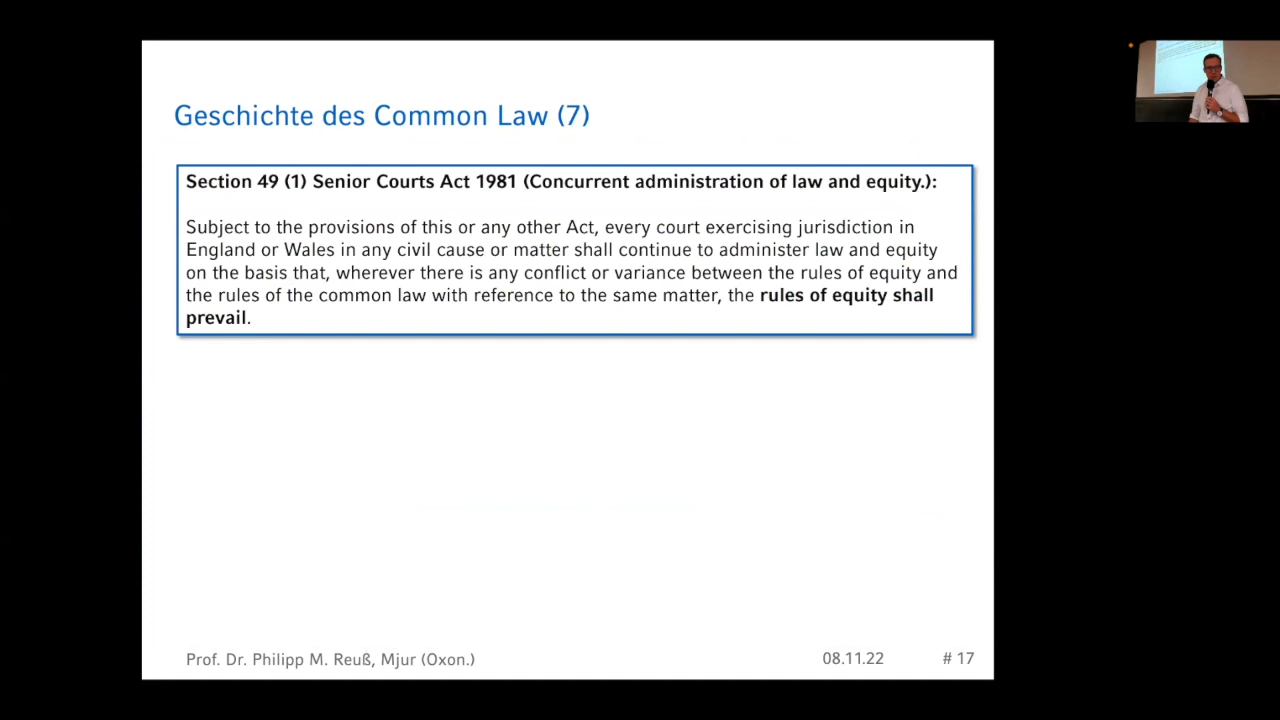 Geschichte des Common Law (7)
Section 49 (1) Senior Courts Act 1981 (Concurrent administration of law and equity.):
Subject to the provisions of this or any other Act, every court exercising jurisdiction in
England or Wales in any civil cause or matter shall continue to administer law and equity
on the basis that, wherever there is any conflict or variance between the rules of equity and
the rules of the common law with reference to the same matter, the rules of equity shall
prevail.
Prof. Dr. Philipp M. Reuß, Mjur (Oxon.)
08.11.22
# 17